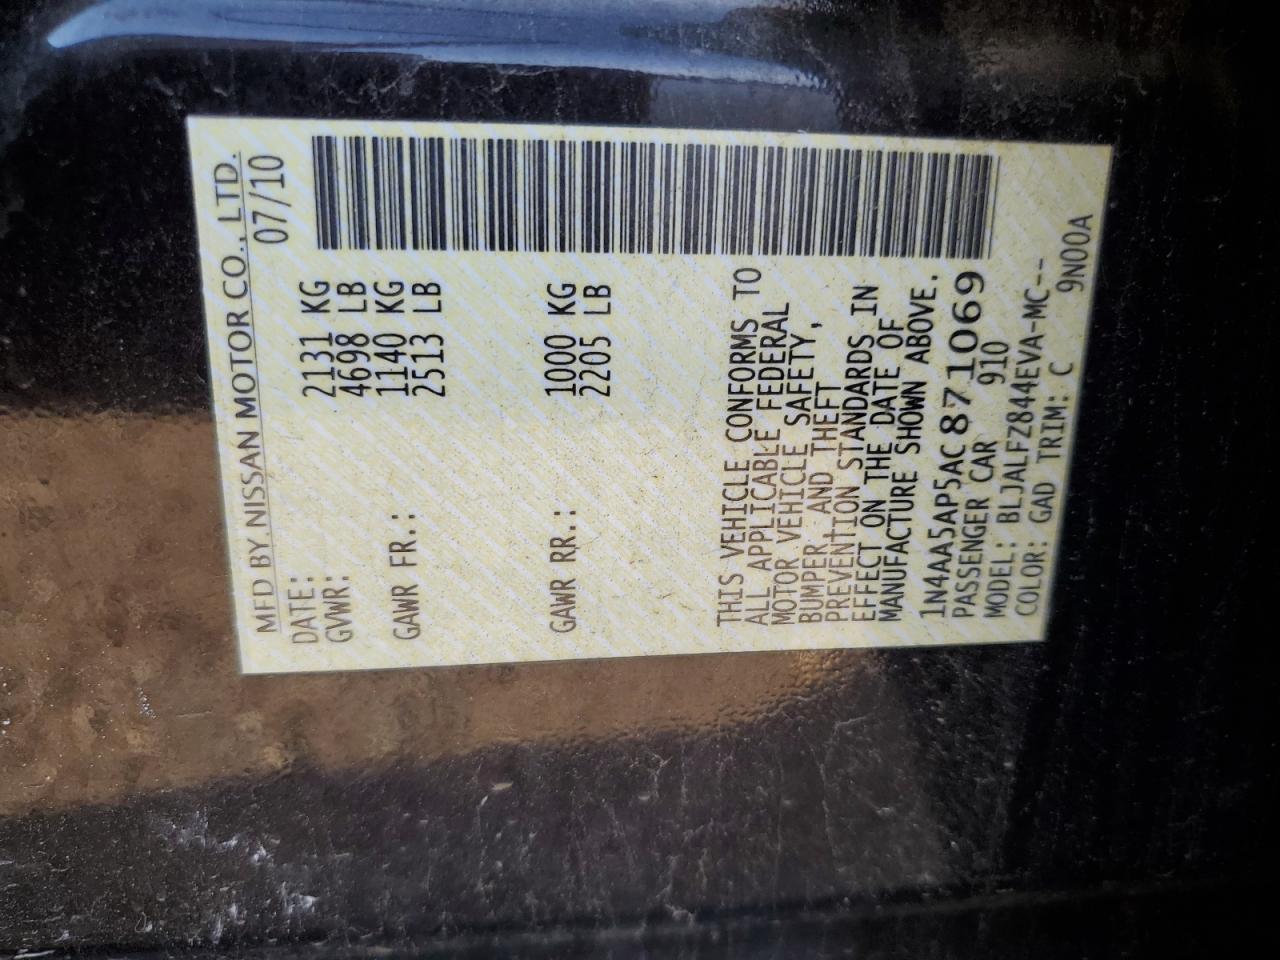 MFD BY NISSAN MOTOR CO., LTD.
DATE: 07/10
GVWR: 2131 KG
4698 LB
GAWR FR.: 1140 KG
2513 LB
GAWR RR.: 1000 KG
2205 LB
THIS VEHICLE CONFORMS TO
ALL APPLICABLE FEDERAL
MOTOR VEHICLE SAFETY,
BUMPER AND THEFT
PREVENTION STANDARDS IN
EFFECT ON THE DATE OF
MANUFACTURE SHOWN ABOVE.
1N4AA5AP5AC871069
PASSENGER CAR 910
MODEL: BLJALFZ844EVA-MC--
COLOR: GAD TRIM: C 9N00A